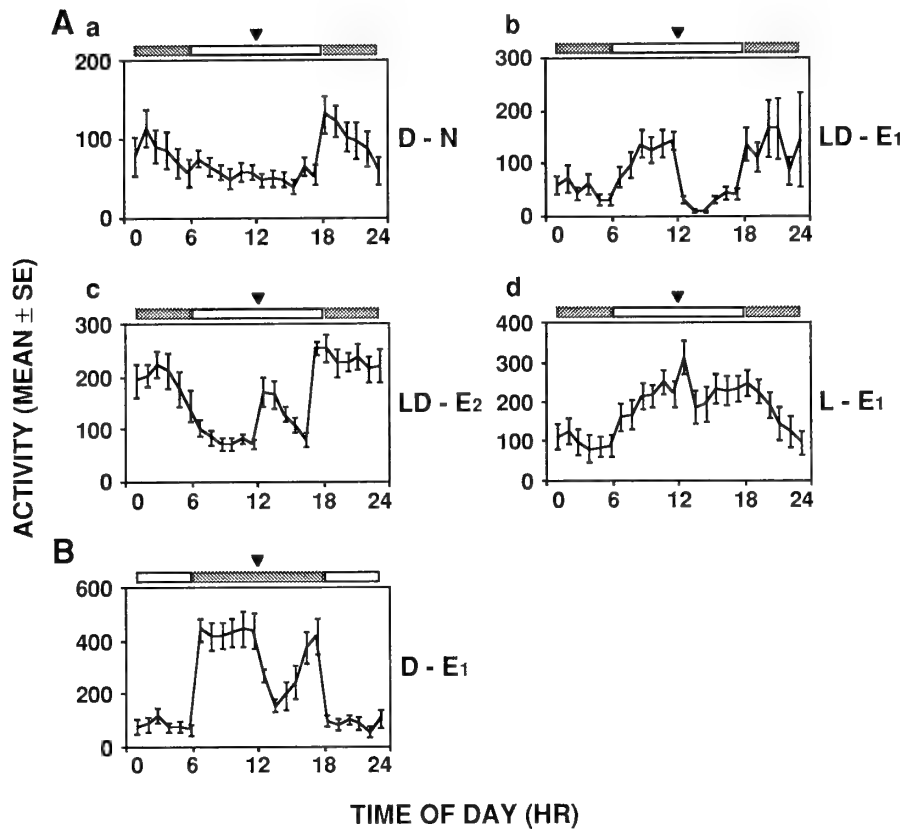 A a
200
100
0
0 6 12 18 24
D - N
b
300
200
100
0
0 6 12 18 24
LD - E1
c
300
200
100
0
0 6 12 18 24
LD - E2
d
400
300
200
100
0
0 6 12 18 24
L - E1
B
600
400
200
0
0 6 12 18 24
D - E1
ACTIVITY (MEAN ± SE)
TIME OF DAY (HR)